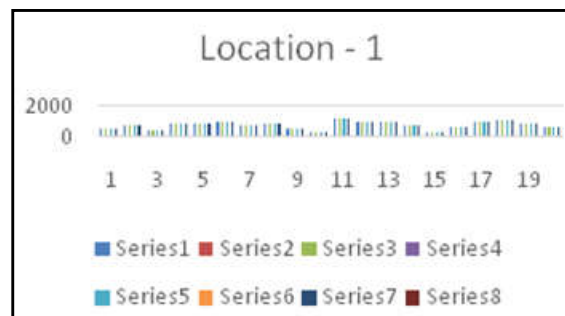 Location - 1
2000
0
1 3 5 7 9 11 13 15 17 19
Series1 Series2 Series3 Series4
Series5 Series6 Series7 Series8